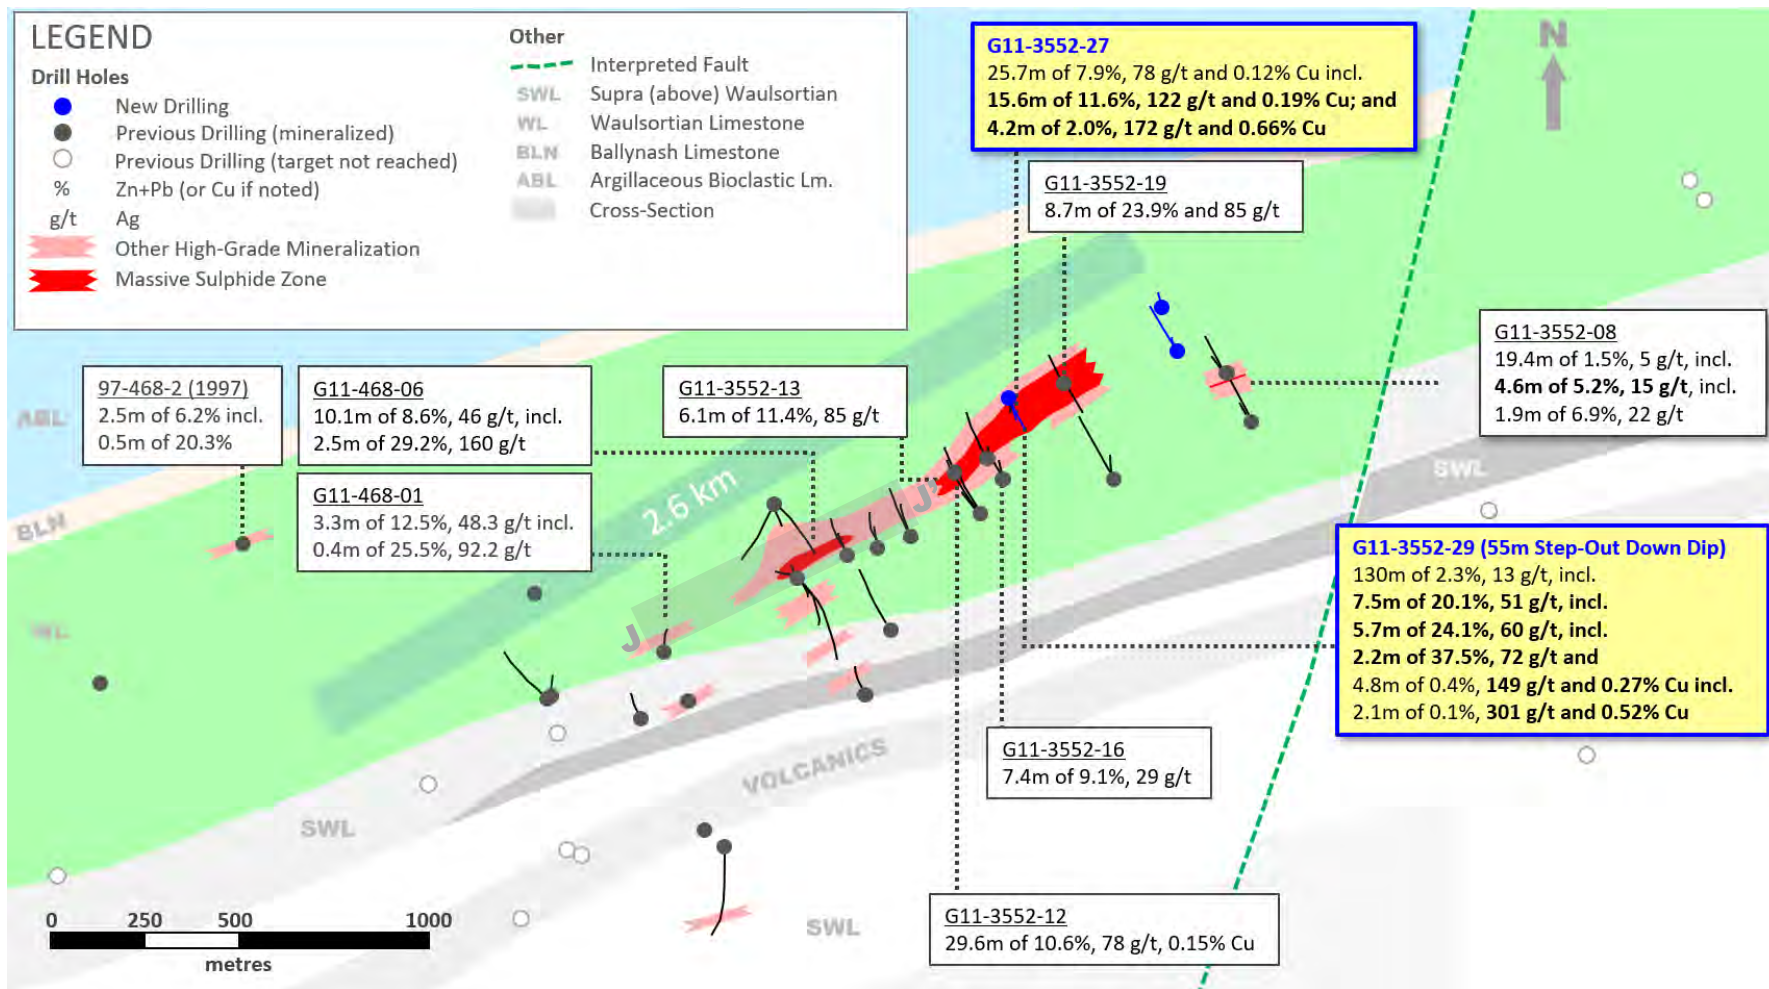 LEGEND
Drill Holes
New Drilling
Previous Drilling (mineralized)
Previous Drilling (target not reached)
% Zn+Pb (or Cu if noted)
g/t Ag
Other High-Grade Mineralization
Massive Sulphide Zone
Other
Interpreted Fault
SWL Supra (above) Waulsortian
WL Waulsortian Limestone
BLN Ballynash Limestone
ABL Argillaceous Bioclastic Lm.
Cross-Section
G11-3552-27
25.7m of 7.9%, 78 g/t and 0.12% Cu incl.
15.6m of 11.6%, 122 g/t and 0.19% Cu; and
4.2m of 2.0%, 172 g/t and 0.66% Cu
N
G11-3552-19
8.7m of 23.9% and 85 g/t
G11-3552-08
19.4m of 1.5%, 5 g/t, incl.
4.6m of 5.2%, 15 g/t, incl.
1.9m of 6.9%, 22 g/t
97-468-2 (1997)
2.5m of 6.2% incl.
0.5m of 20.3%
G11-468-06
10.1m of 8.6%, 46 g/t, incl.
2.5m of 29.2%, 160 g/t
G11-3552-13
6.1m of 11.4%, 85 g/t
G11-468-01
3.3m of 12.5%, 48.3 g/t incl.
0.4m of 25.5%, 92.2 g/t
ABL
BLN
WL
2.6 km
J
J'
SWL
G11-3552-29 (55m Step-Out Down Dip)
130m of 2.3%, 13 g/t, incl.
7.5m of 20.1%, 51 g/t, incl.
5.7m of 24.1%, 60 g/t, incl.
2.2m of 37.5%, 72 g/t and
4.8m of 0.4%, 149 g/t and 0.27% Cu incl.
2.1m of 0.1%, 301 g/t and 0.52% Cu
G11-3552-16
7.4m of 9.1%, 29 g/t
VOLCANICS
SWL
G11-3552-12
29.6m of 10.6%, 78 g/t, 0.15% Cu
SWL
0 250 500 1000
metres